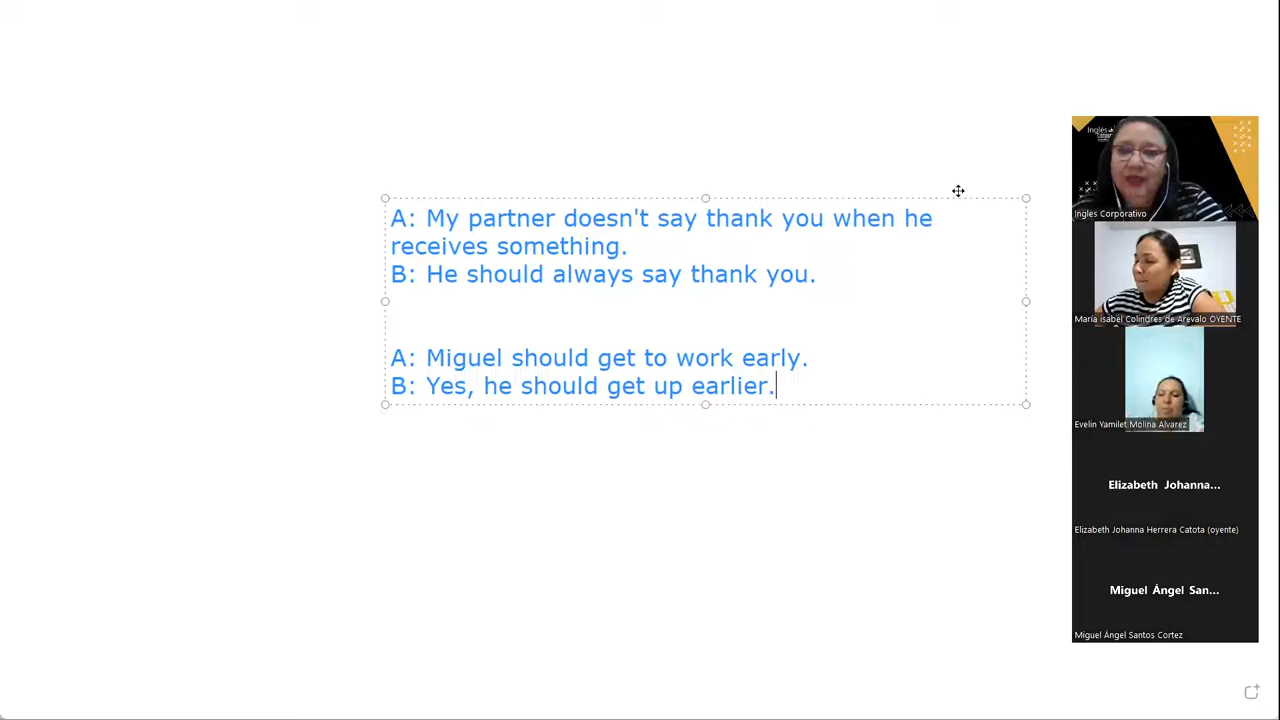 A: My partner doesn't say thank you when he
receives something.
B: He should always say thank you.
A: Miguel should get to work early.
B: Yes, he should get up earlier.
Inglés
Ingles Corporativo
María isabel Colindres de Arevalo OYENTE
Evelin Yamilet Molina Alvarez
Elizabeth Johanna...
Elizabeth Johanna Herrera Catota (oyente)
Miguel Ángel San...
Miguel Ángel Santos Cortez